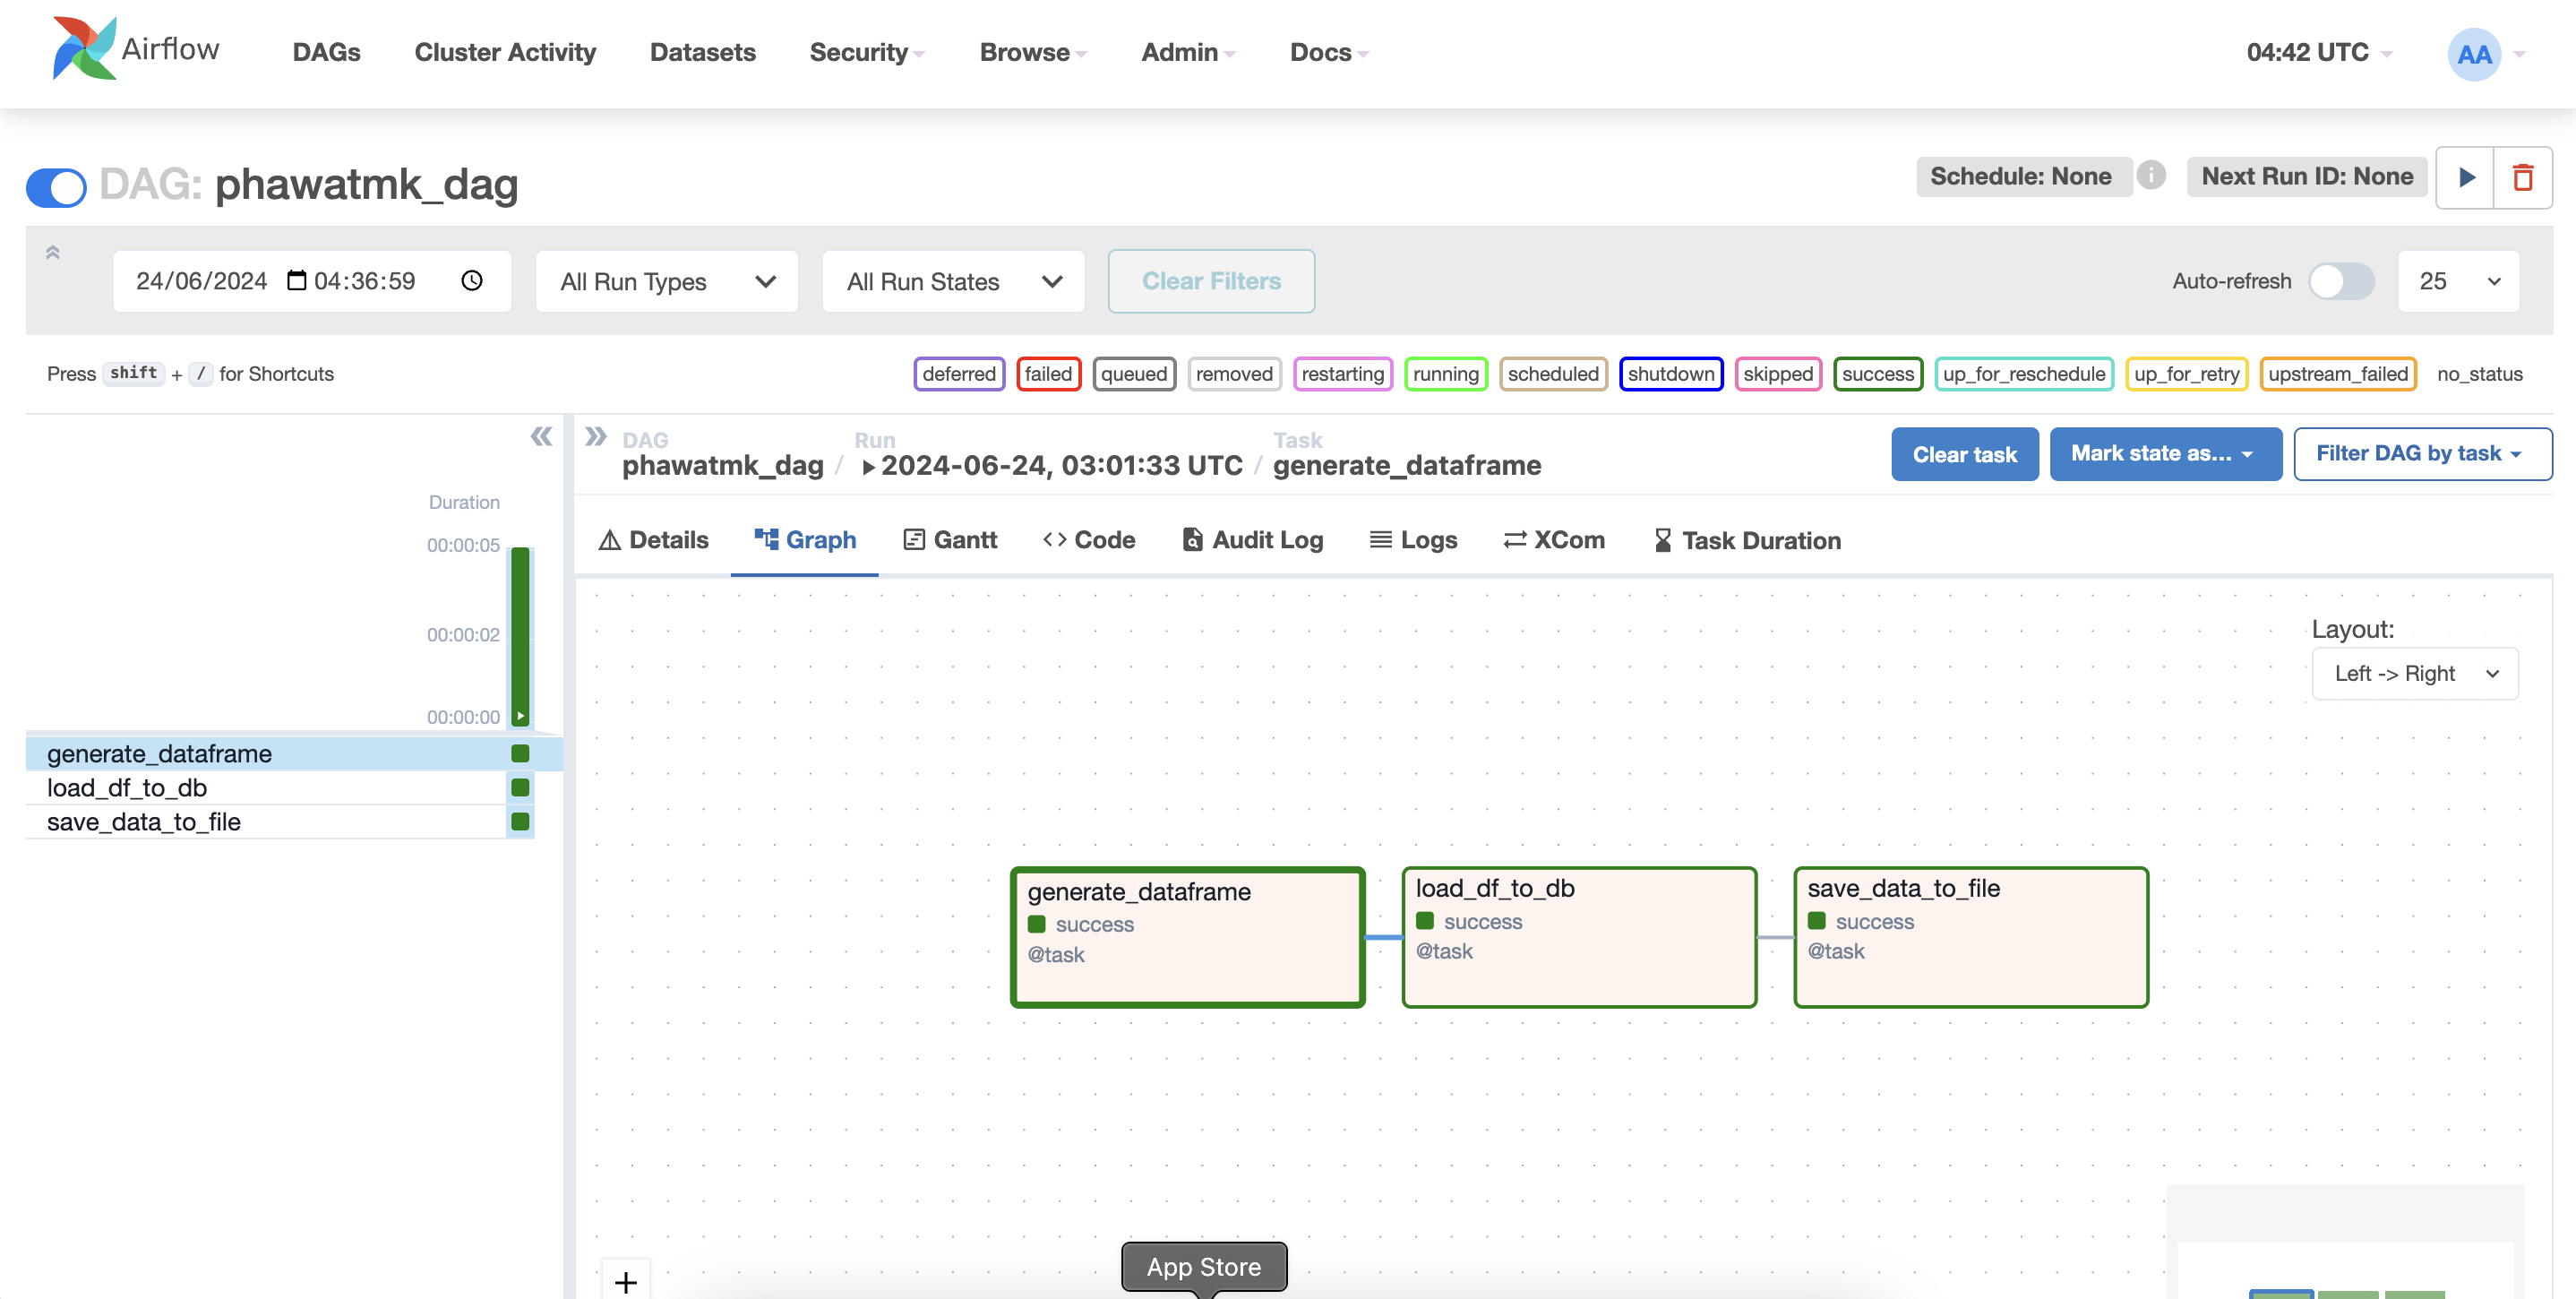 Airflow DAGs Cluster Activity Datasets Security Browse Admin Docs 04:42 UTC AA
DAG: phawatmk_dag Schedule: None i Next Run ID: None
24/06/2024 04:36:59 All Run Types All Run States Clear Filters Auto-refresh 25
Press shift + / for Shortcuts deferred failed queued removed restarting running scheduled shutdown skipped success up_for_reschedule up_for_retry upstream_failed no_status
DAG Run Task
phawatmk_dag / 2024-06-24, 03:01:33 UTC / generate_dataframe Clear task Mark state as... Filter DAG by task
Duration
00:00:05
00:00:02
00:00:00
generate_dataframe
load_df_to_db
save_data_to_file
Details Graph Gantt Code Audit Log Logs XCom Task Duration
Layout:
Left -> Right
generate_dataframe
success
@task
load_df_to_db
success
@task
save_data_to_file
success
@task
+
App Store